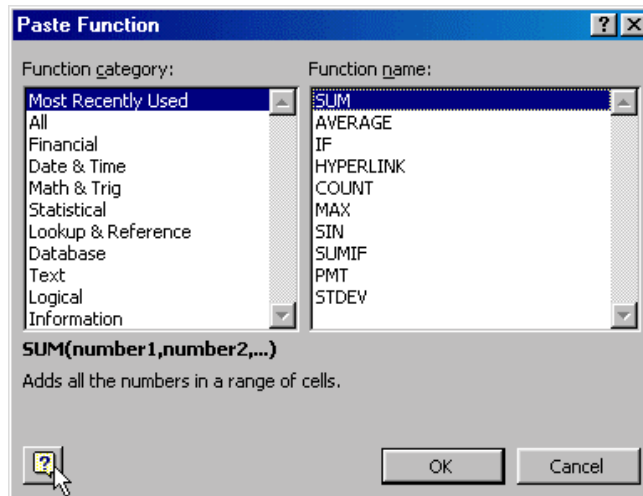 Paste Function
Function category:
Most Recently Used
All
Financial
Date & Time
Math & Trig
Statistical
Lookup & Reference
Database
Text
Logical
Information
Function name:
SUM
AVERAGE
IF
HYPERLINK
COUNT
MAX
SIN
SUMIF
PMT
STDEV
SUM(number1,number2,...)
Adds all the numbers in a range of cells.
OK
Cancel